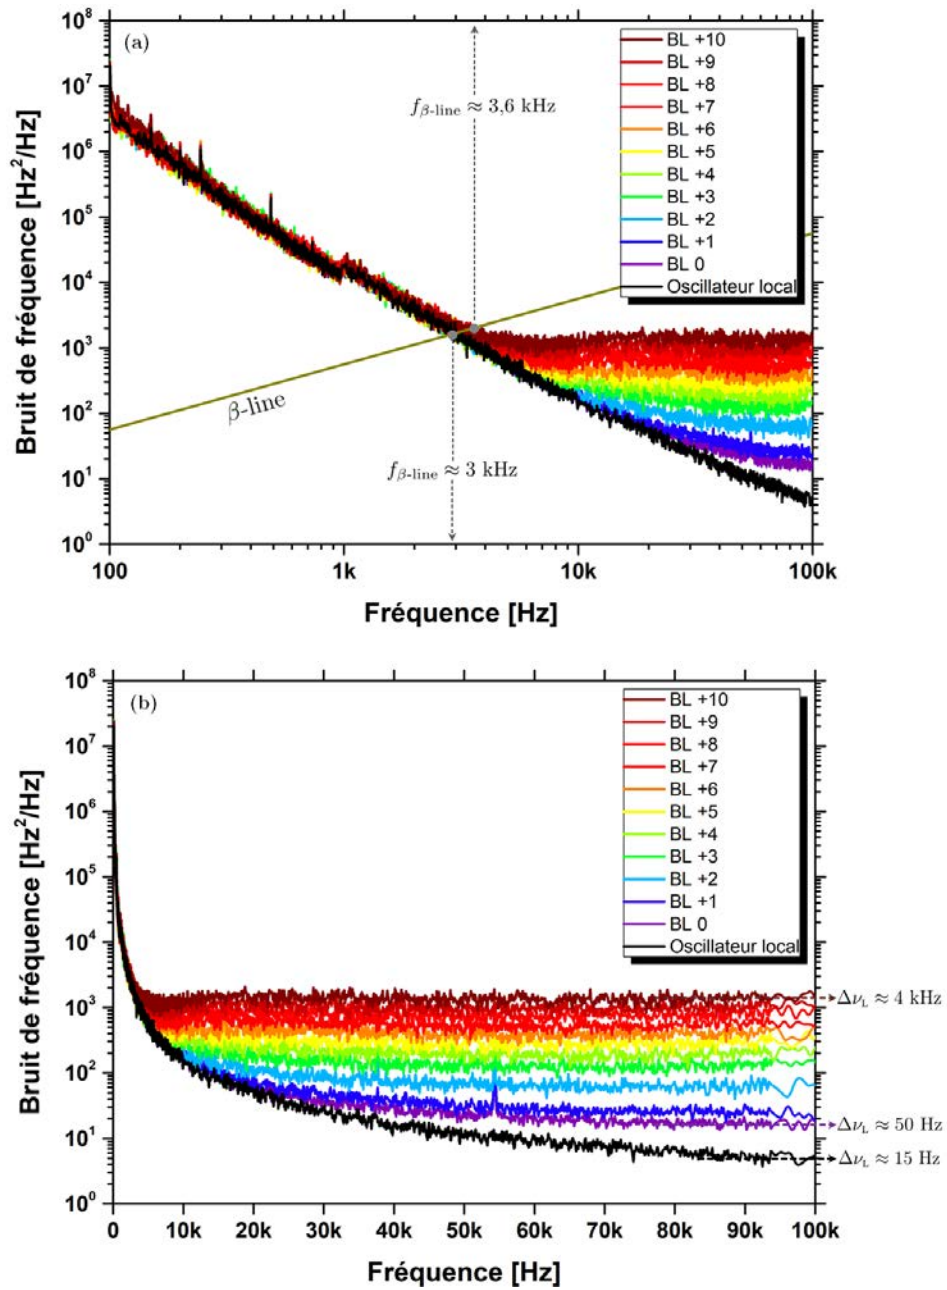 (a)
BL +10
BL +9
BL +8
BL +7
BL +6
BL +5
BL +4
BL +3
BL +2
BL +1
BL 0
Oscillateur local
f_β-line ≈ 3,6 kHz
β-line
f_β-line ≈ 3 kHz
Bruit de fréquence [Hz²/Hz]
10⁸
10⁷
10⁶
10⁵
10⁴
10³
10²
10¹
10⁰
100 1k 10k 100k
Fréquence [Hz]
(b)
BL +10
BL +9
BL +8
BL +7
BL +6
BL +5
BL +4
BL +3
BL +2
BL +1
BL 0
Oscillateur local
Δν_L ≈ 4 kHz
Δν_L ≈ 50 Hz
Δν_L ≈ 15 Hz
Bruit de fréquence [Hz²/Hz]
10⁸
10⁷
10⁶
10⁵
10⁴
10³
10²
10¹
10⁰
0 10k 20k 30k 40k 50k 60k 70k 80k 90k 100k
Fréquence [Hz]